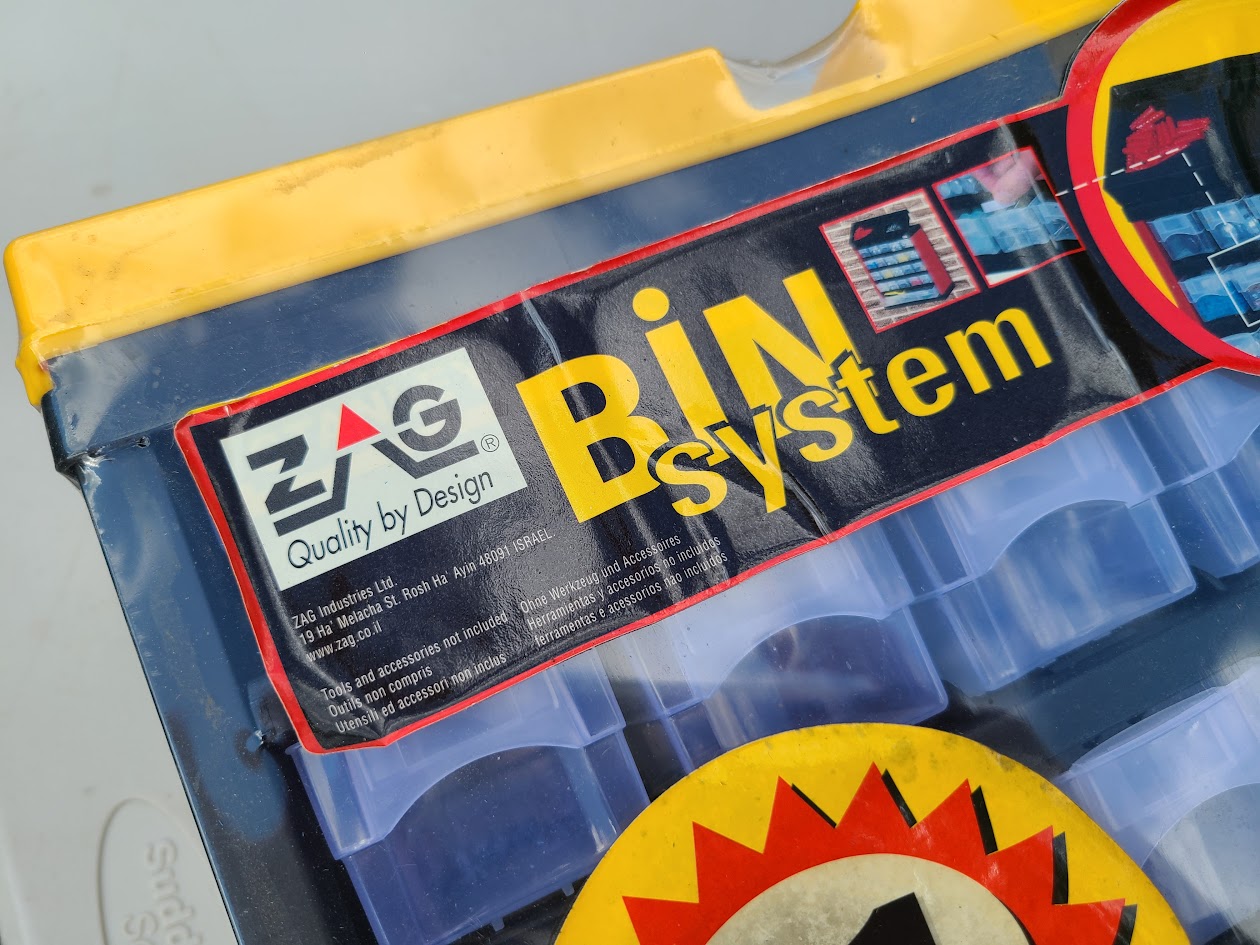 ZAG®
Quality by Design
BiN
system
ZAG Industries Ltd.
19 Ha' Melacha St. Rosh Ha' Ayin 48091 ISRAEL
www.zag.co.il
Tools and accessories not included
Outils non compris
Utensili ed accessori non inclus
Ohne Werkzeug und Accessoires
Herramientas y accesorios no incluidos
ferramentas e acessorios não incluidos